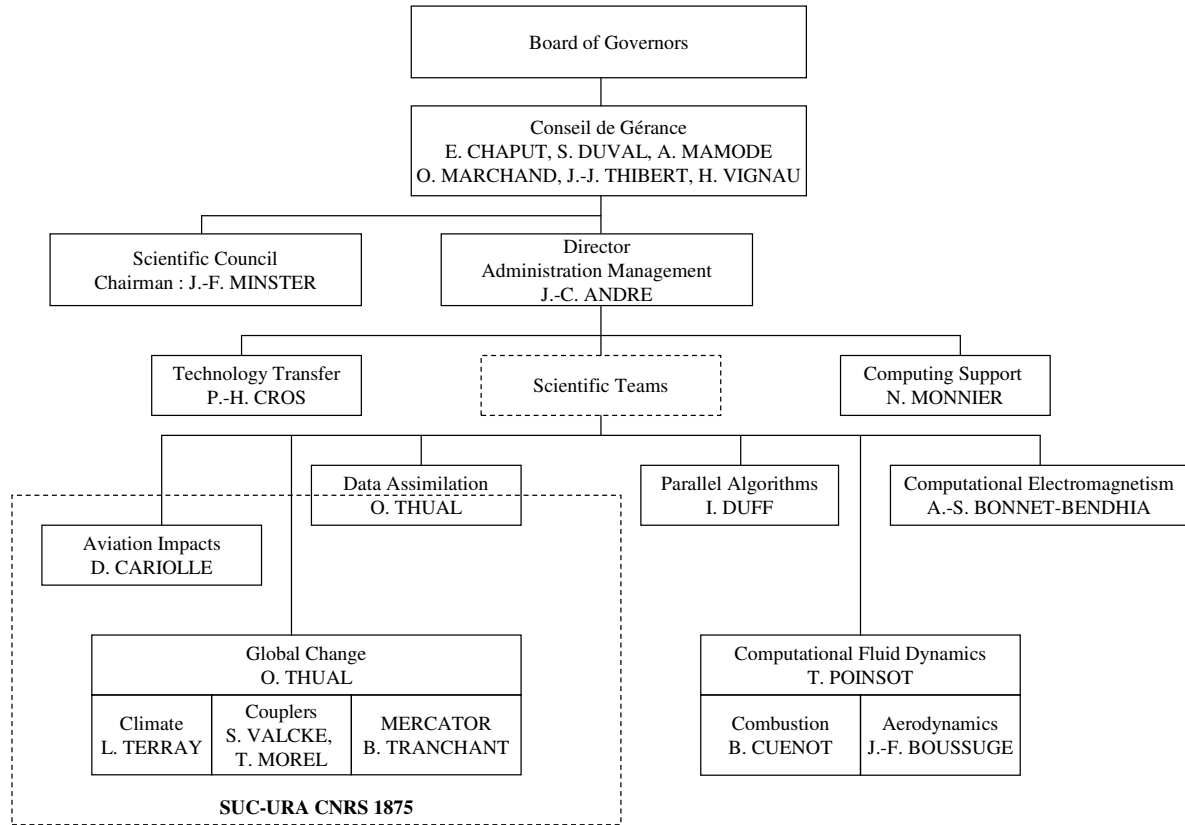 Board of Governors
Conseil de Gérance
E. CHAPUT, S. DUVAL, A. MAMODE
O. MARCHAND, J.-J. THIBERT, H. VIGNAU
Scientific Council
Chairman : J.-F. MINSTER
Director
Administration Management
J.-C. ANDRE
Technology Transfer
P.-H. CROS
Scientific Teams
Computing Support
N. MONNIER
Data Assimilation
O. THUAL
Parallel Algorithms
I. DUFF
Computational Electromagnetism
A.-S. BONNET-BENDHIA
Aviation Impacts
D. CARIOLLE
Global Change
O. THUAL
Climate
L. TERRAY
Couplers
S. VALCKE,
T. MOREL
MERCATOR
B. TRANCHANT
Computational Fluid Dynamics
T. POINSOT
Combustion
B. CUENOT
Aerodynamics
J.-F. BOUSSUGE
SUC-URA CNRS 1875